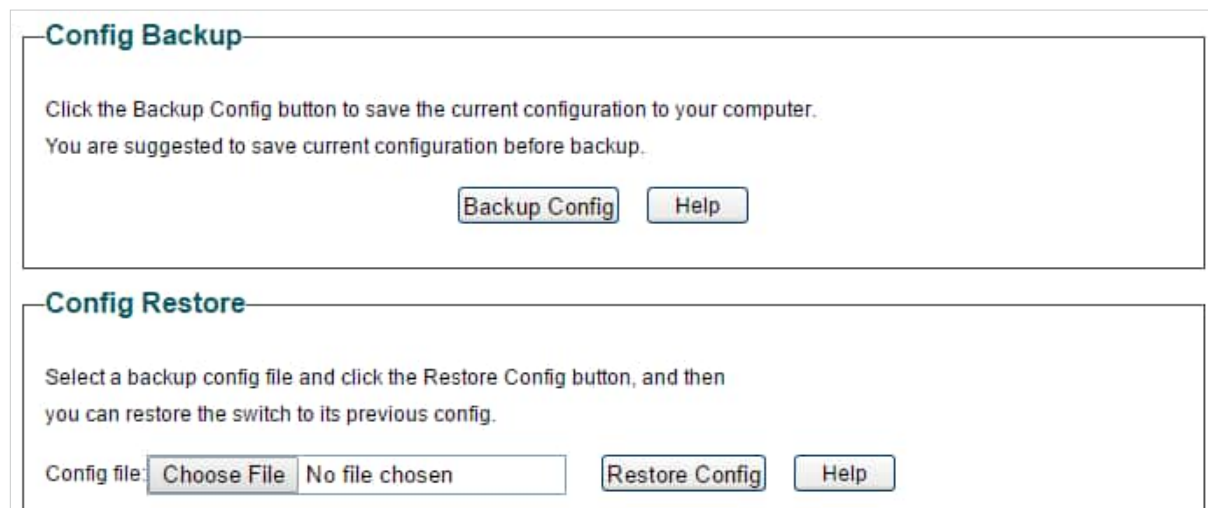 Config Backup
Click the Backup Config button to save the current configuration to your computer.
You are suggested to save current configuration before backup.
Backup Config Help
Config Restore
Select a backup config file and click the Restore Config button, and then
you can restore the switch to its previous config.
Config file: Choose File No file chosen Restore Config Help